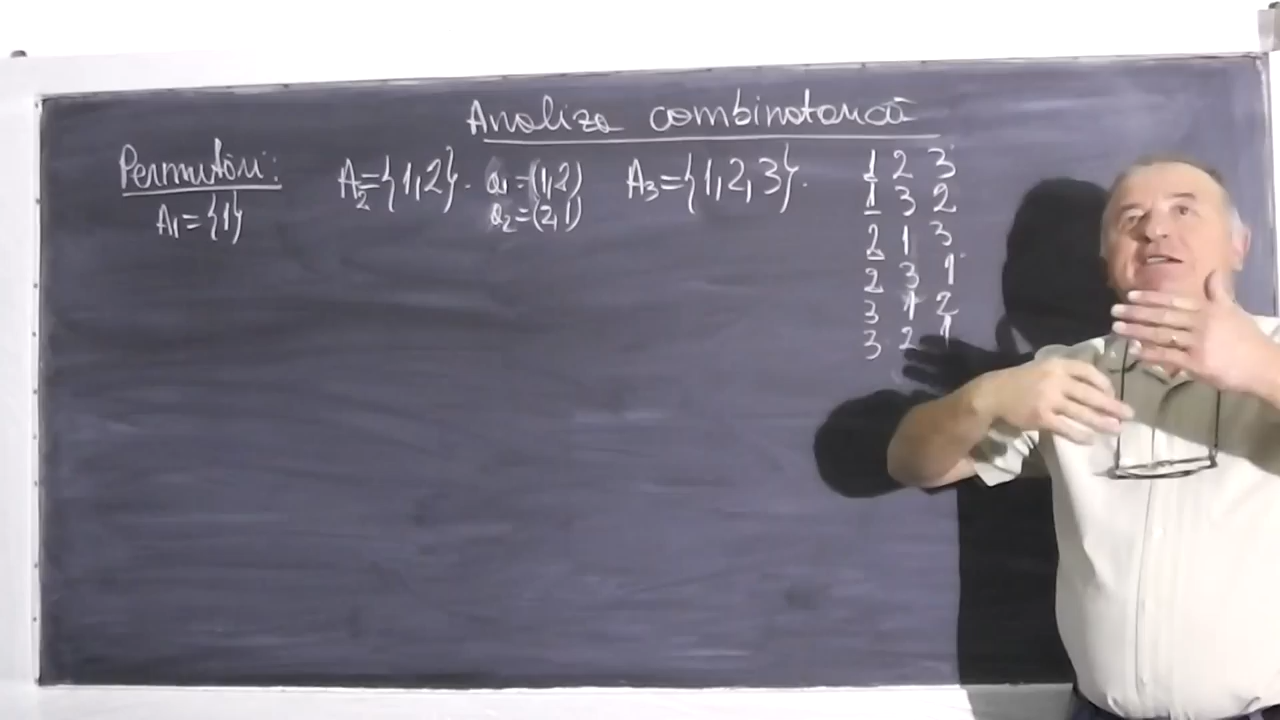 Analiza combinatorică
Permutări:
A₁={1}
A₂={1,2}.
a₁=(1,2)
a₂=(2,1)
A₃={1,2,3}.
1 2 3
1 3 2
2 1 3
2 3 1
3 1 2
3 2 1